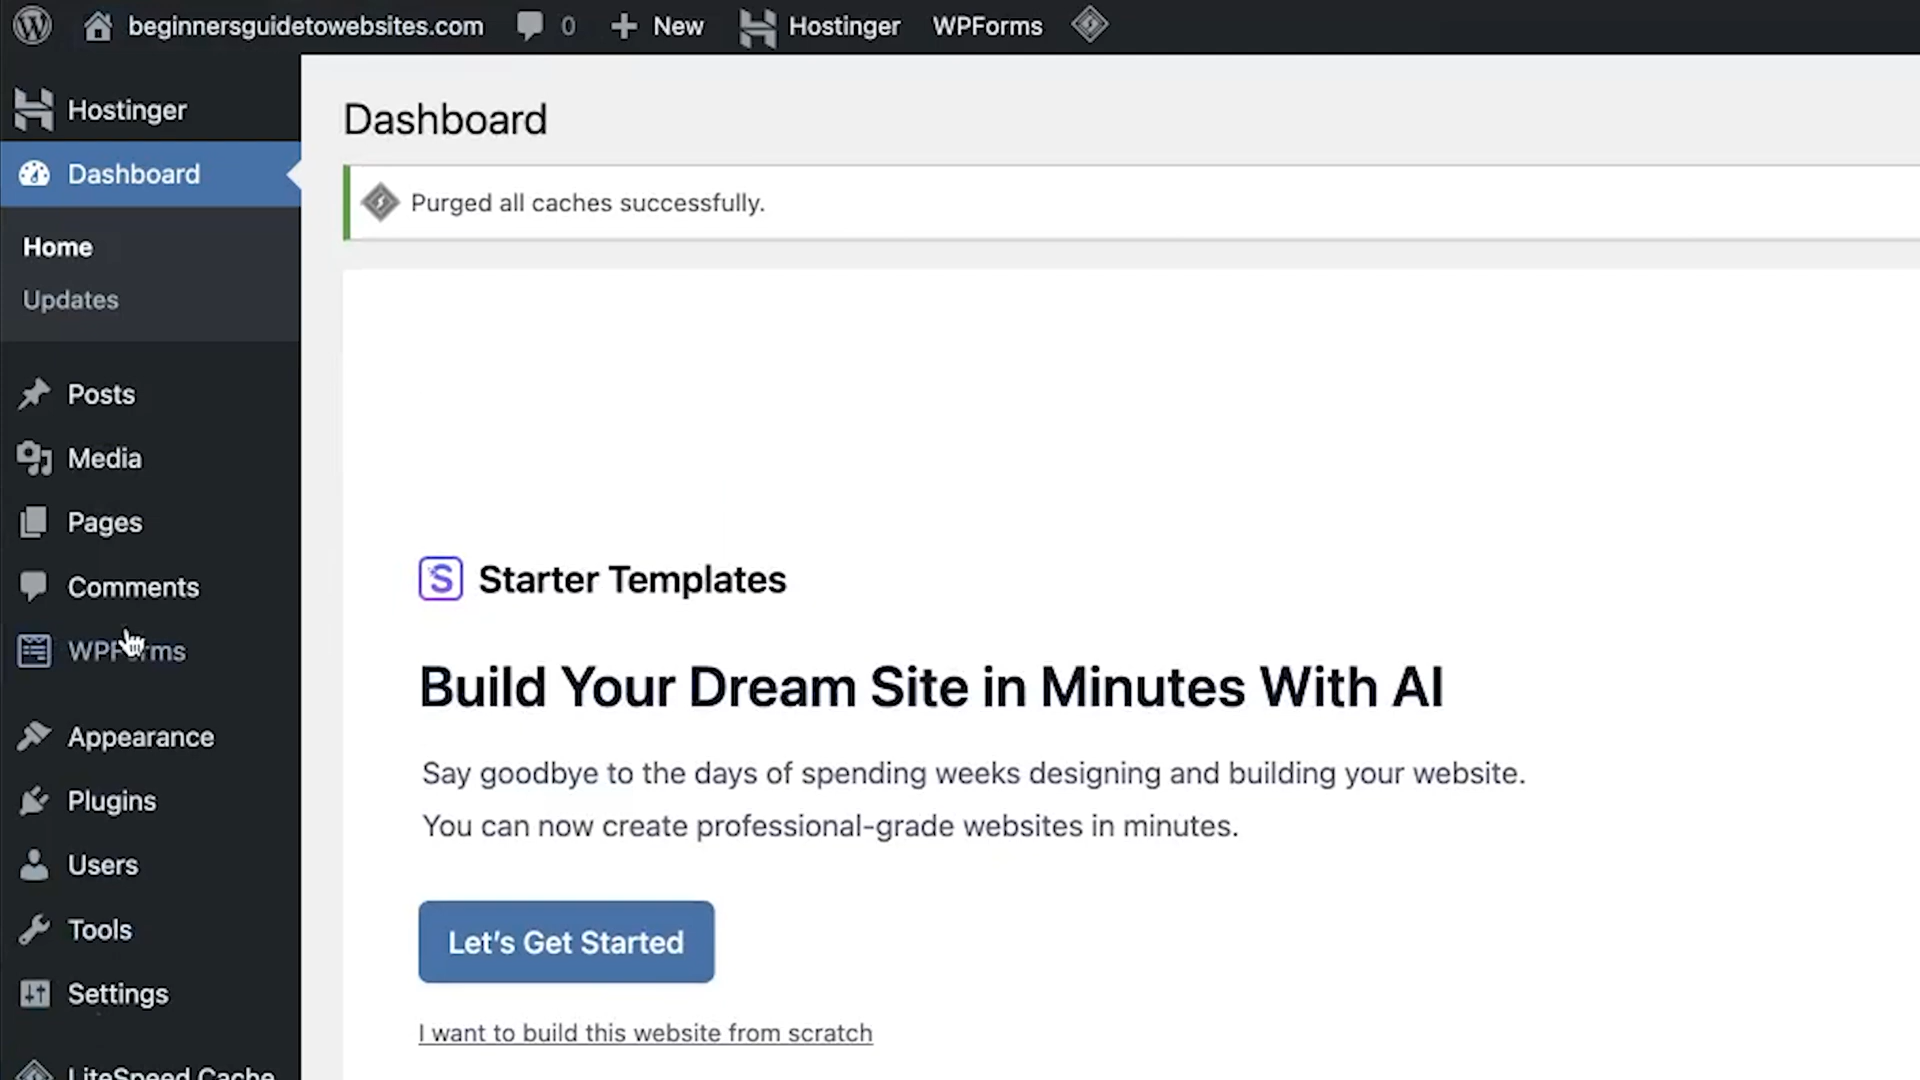 beginnersguidetowebsites.com 0 New Hostinger WPForms
Hostinger
Dashboard
Home
Updates
Posts
Media
Pages
Comments
WPForms
Appearance
Plugins
Users
Tools
Settings
LiteSpeed Cache
Dashboard
Purged all caches successfully.
Starter Templates
Build Your Dream Site in Minutes With AI
Say goodbye to the days of spending weeks designing and building your website.
You can now create professional-grade websites in minutes.
Let's Get Started
I want to build this website from scratch